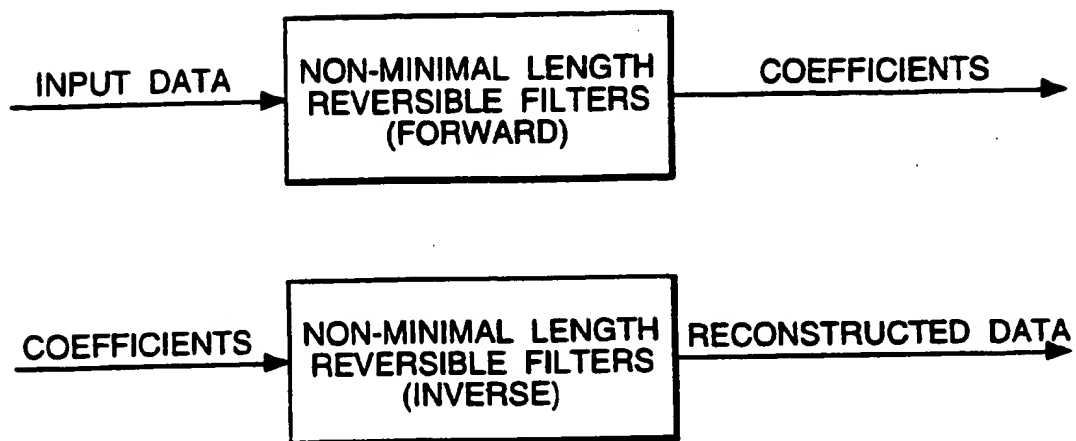 INPUT DATA
NON-MINIMAL LENGTH
REVERSIBLE FILTERS
(FORWARD)
COEFFICIENTS
COEFFICIENTS
NON-MINIMAL LENGTH
REVERSIBLE FILTERS
(INVERSE)
RECONSTRUCTED DATA